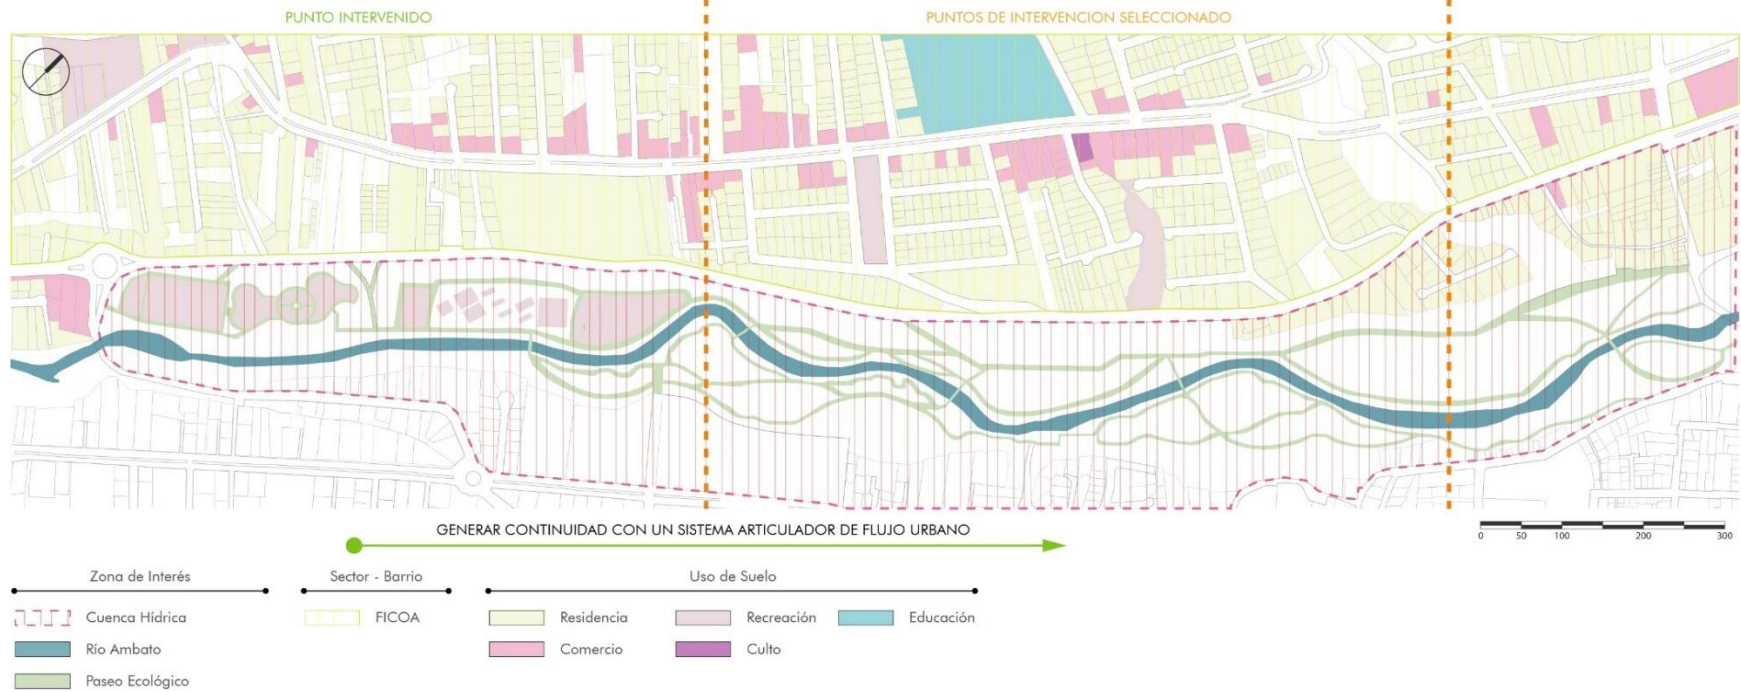 PUNTO INTERVENIDO
PUNTOS DE INTERVENCION SELECCIONADO
GENERAR CONTINUIDAD CON UN SISTEMA ARTICULADOR DE FLUJO URBANO
0 50 100 200 300
Zona de Interés
Cuenca Hídrica
Río Ambato
Paseo Ecológico
Sector - Barrio
FICOA
Uso de Suelo
Residencia
Recreación
Educación
Comercio
Culto